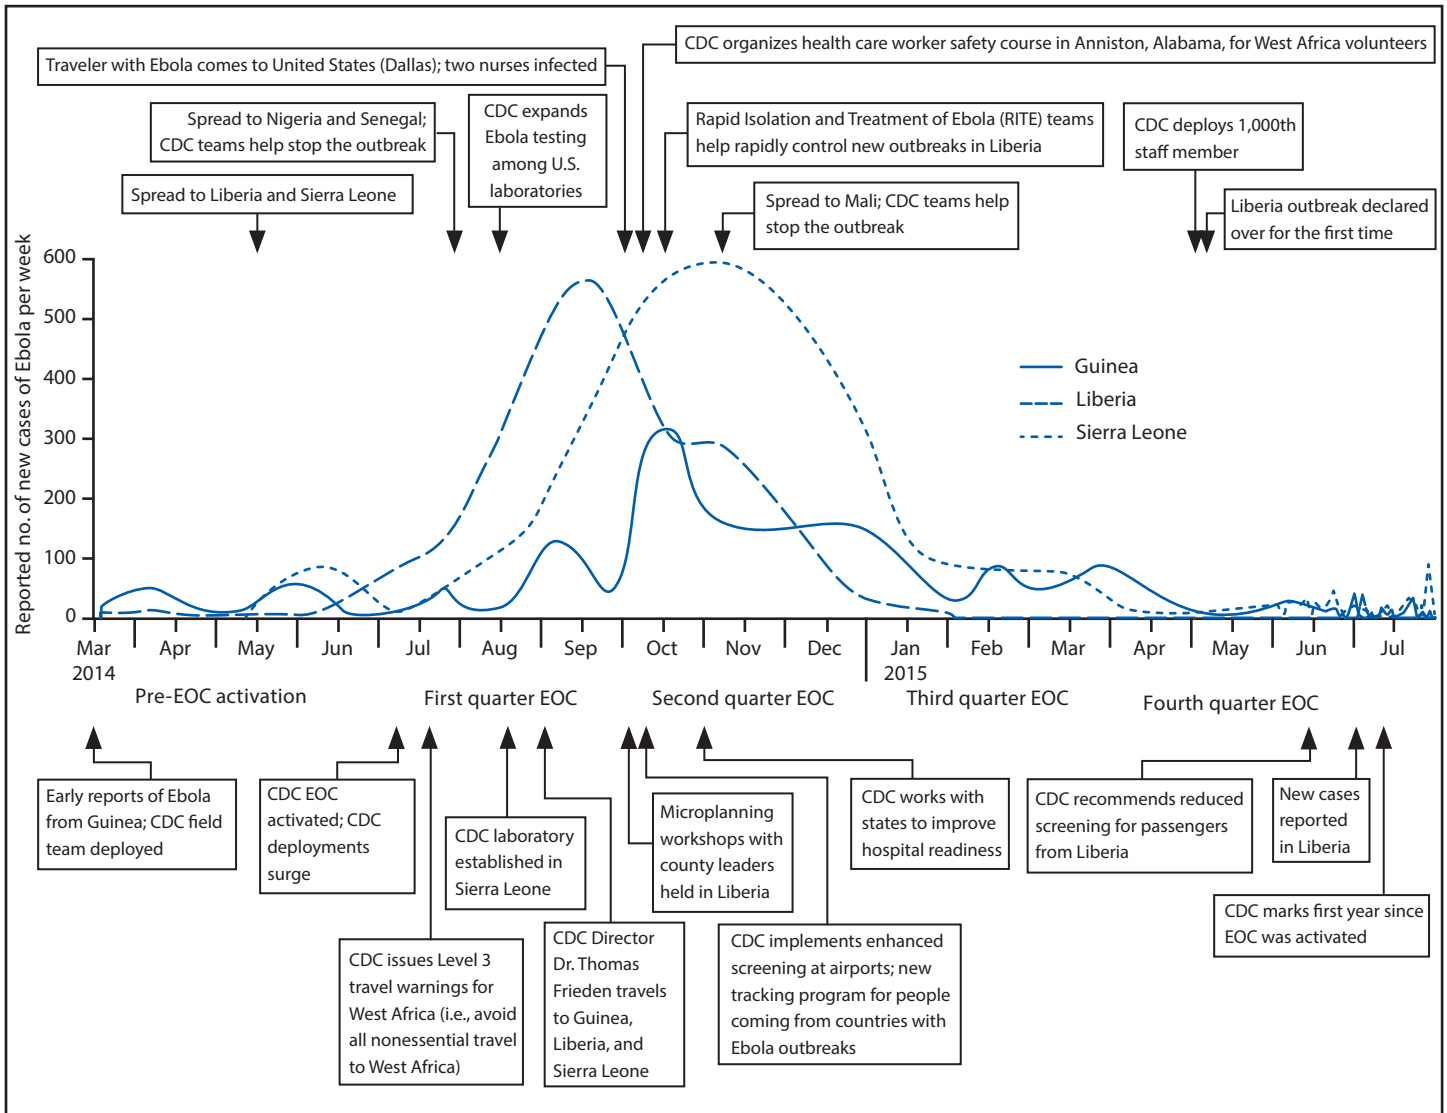 CDC organizes health care worker safety course in Anniston, Alabama, for West Africa volunteers
Traveler with Ebola comes to United States (Dallas); two nurses infected
Spread to Nigeria and Senegal;
CDC teams help stop the outbreak
CDC expands
Ebola testing
among U.S.
laboratories
Rapid Isolation and Treatment of Ebola (RITE) teams
help rapidly control new outbreaks in Liberia
CDC deploys 1,000th
staff member
Spread to Liberia and Sierra Leone
Spread to Mali; CDC teams help
stop the outbreak
Liberia outbreak declared
over for the first time
Reported no. of new cases of Ebola per week
600
500
400
300
200
100
0
Guinea
Liberia
Sierra Leone
Mar Apr May Jun Jul Aug Sep Oct Nov Dec Jan Feb Mar Apr May Jun Jul
2014 2015
Pre-EOC activation First quarter EOC Second quarter EOC Third quarter EOC Fourth quarter EOC
Early reports of Ebola
from Guinea; CDC field
team deployed
CDC EOC
activated; CDC
deployments
surge
CDC laboratory
established in
Sierra Leone
Microplanning
workshops with
county leaders
held in Liberia
CDC works with
states to improve
hospital readiness
CDC recommends reduced
screening for passengers
from Liberia
New cases
reported
in Liberia
CDC marks first year since
EOC was activated
CDC issues Level 3
travel warnings for
West Africa (i.e., avoid
all nonessential travel
to West Africa)
CDC Director
Dr. Thomas
Frieden travels
to Guinea,
Liberia, and
Sierra Leone
CDC implements enhanced
screening at airports; new
tracking program for people
coming from countries with
Ebola outbreaks